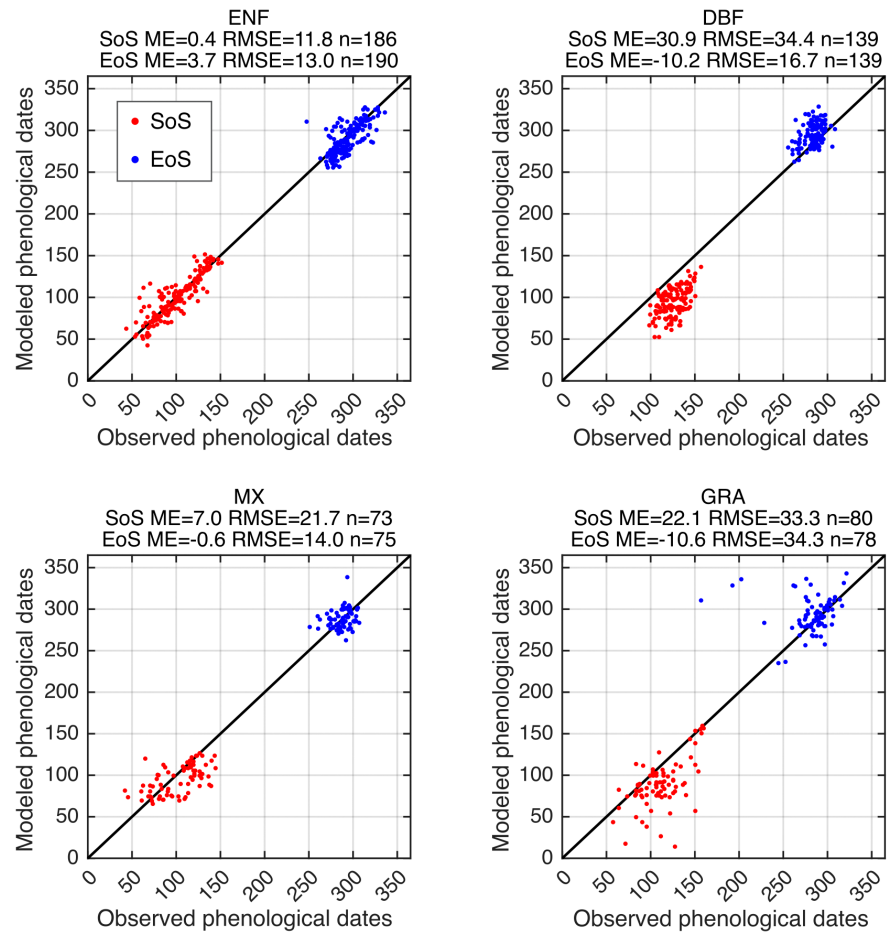 ENF
SoS ME=0.4 RMSE=11.8 n=186
EoS ME=3.7 RMSE=13.0 n=190
350
300
250
200
150
100
50
0
Modeled phenological dates
SoS
EoS
0 50 100 150 200 250 300 350
Observed phenological dates
DBF
SoS ME=30.9 RMSE=34.4 n=139
EoS ME=-10.2 RMSE=16.7 n=139
350
300
250
200
150
100
50
0
Modeled phenological dates
0 50 100 150 200 250 300 350
Observed phenological dates
MX
SoS ME=7.0 RMSE=21.7 n=73
EoS ME=-0.6 RMSE=14.0 n=75
350
300
250
200
150
100
50
0
Modeled phenological dates
0 50 100 150 200 250 300 350
Observed phenological dates
GRA
SoS ME=22.1 RMSE=33.3 n=80
EoS ME=-10.6 RMSE=34.3 n=78
350
300
250
200
150
100
50
0
Modeled phenological dates
0 50 100 150 200 250 300 350
Observed phenological dates